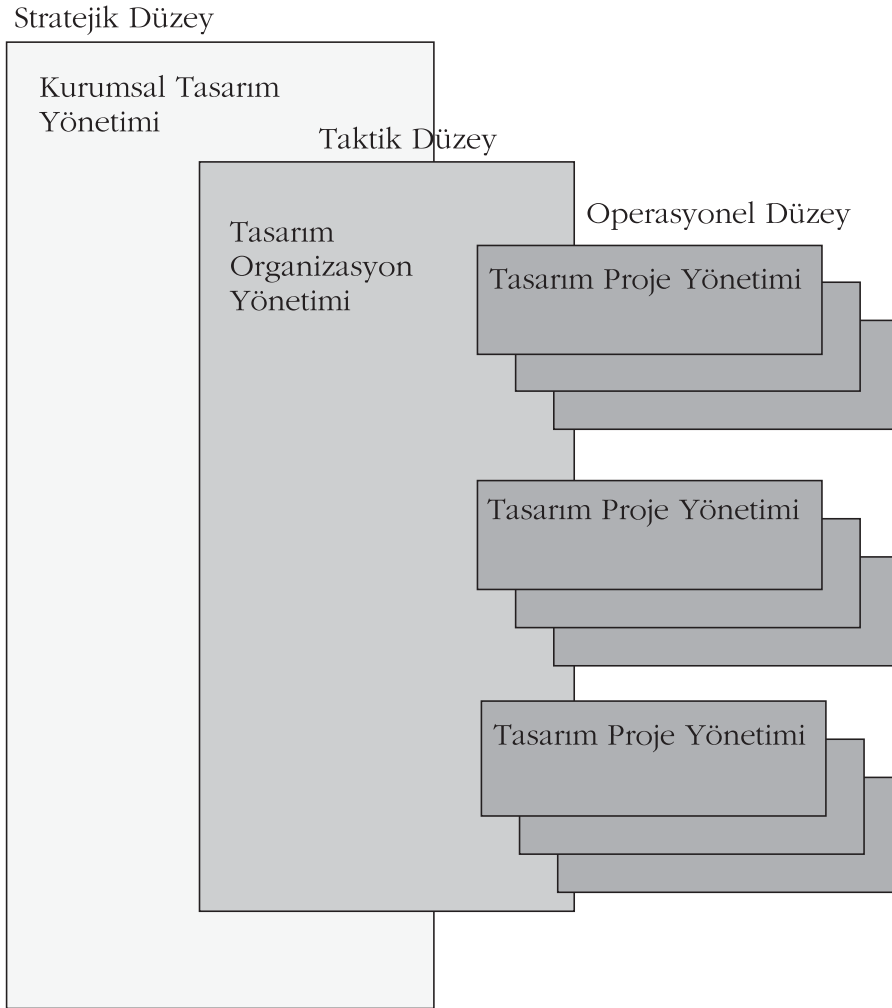 Stratejik Düzey
Kurumsal Tasarım
Yönetimi
Taktik Düzey
Tasarım
Organizasyon
Yönetimi
Operasyonel Düzey
Tasarım Proje Yönetimi
Tasarım Proje Yönetimi
Tasarım Proje Yönetimi